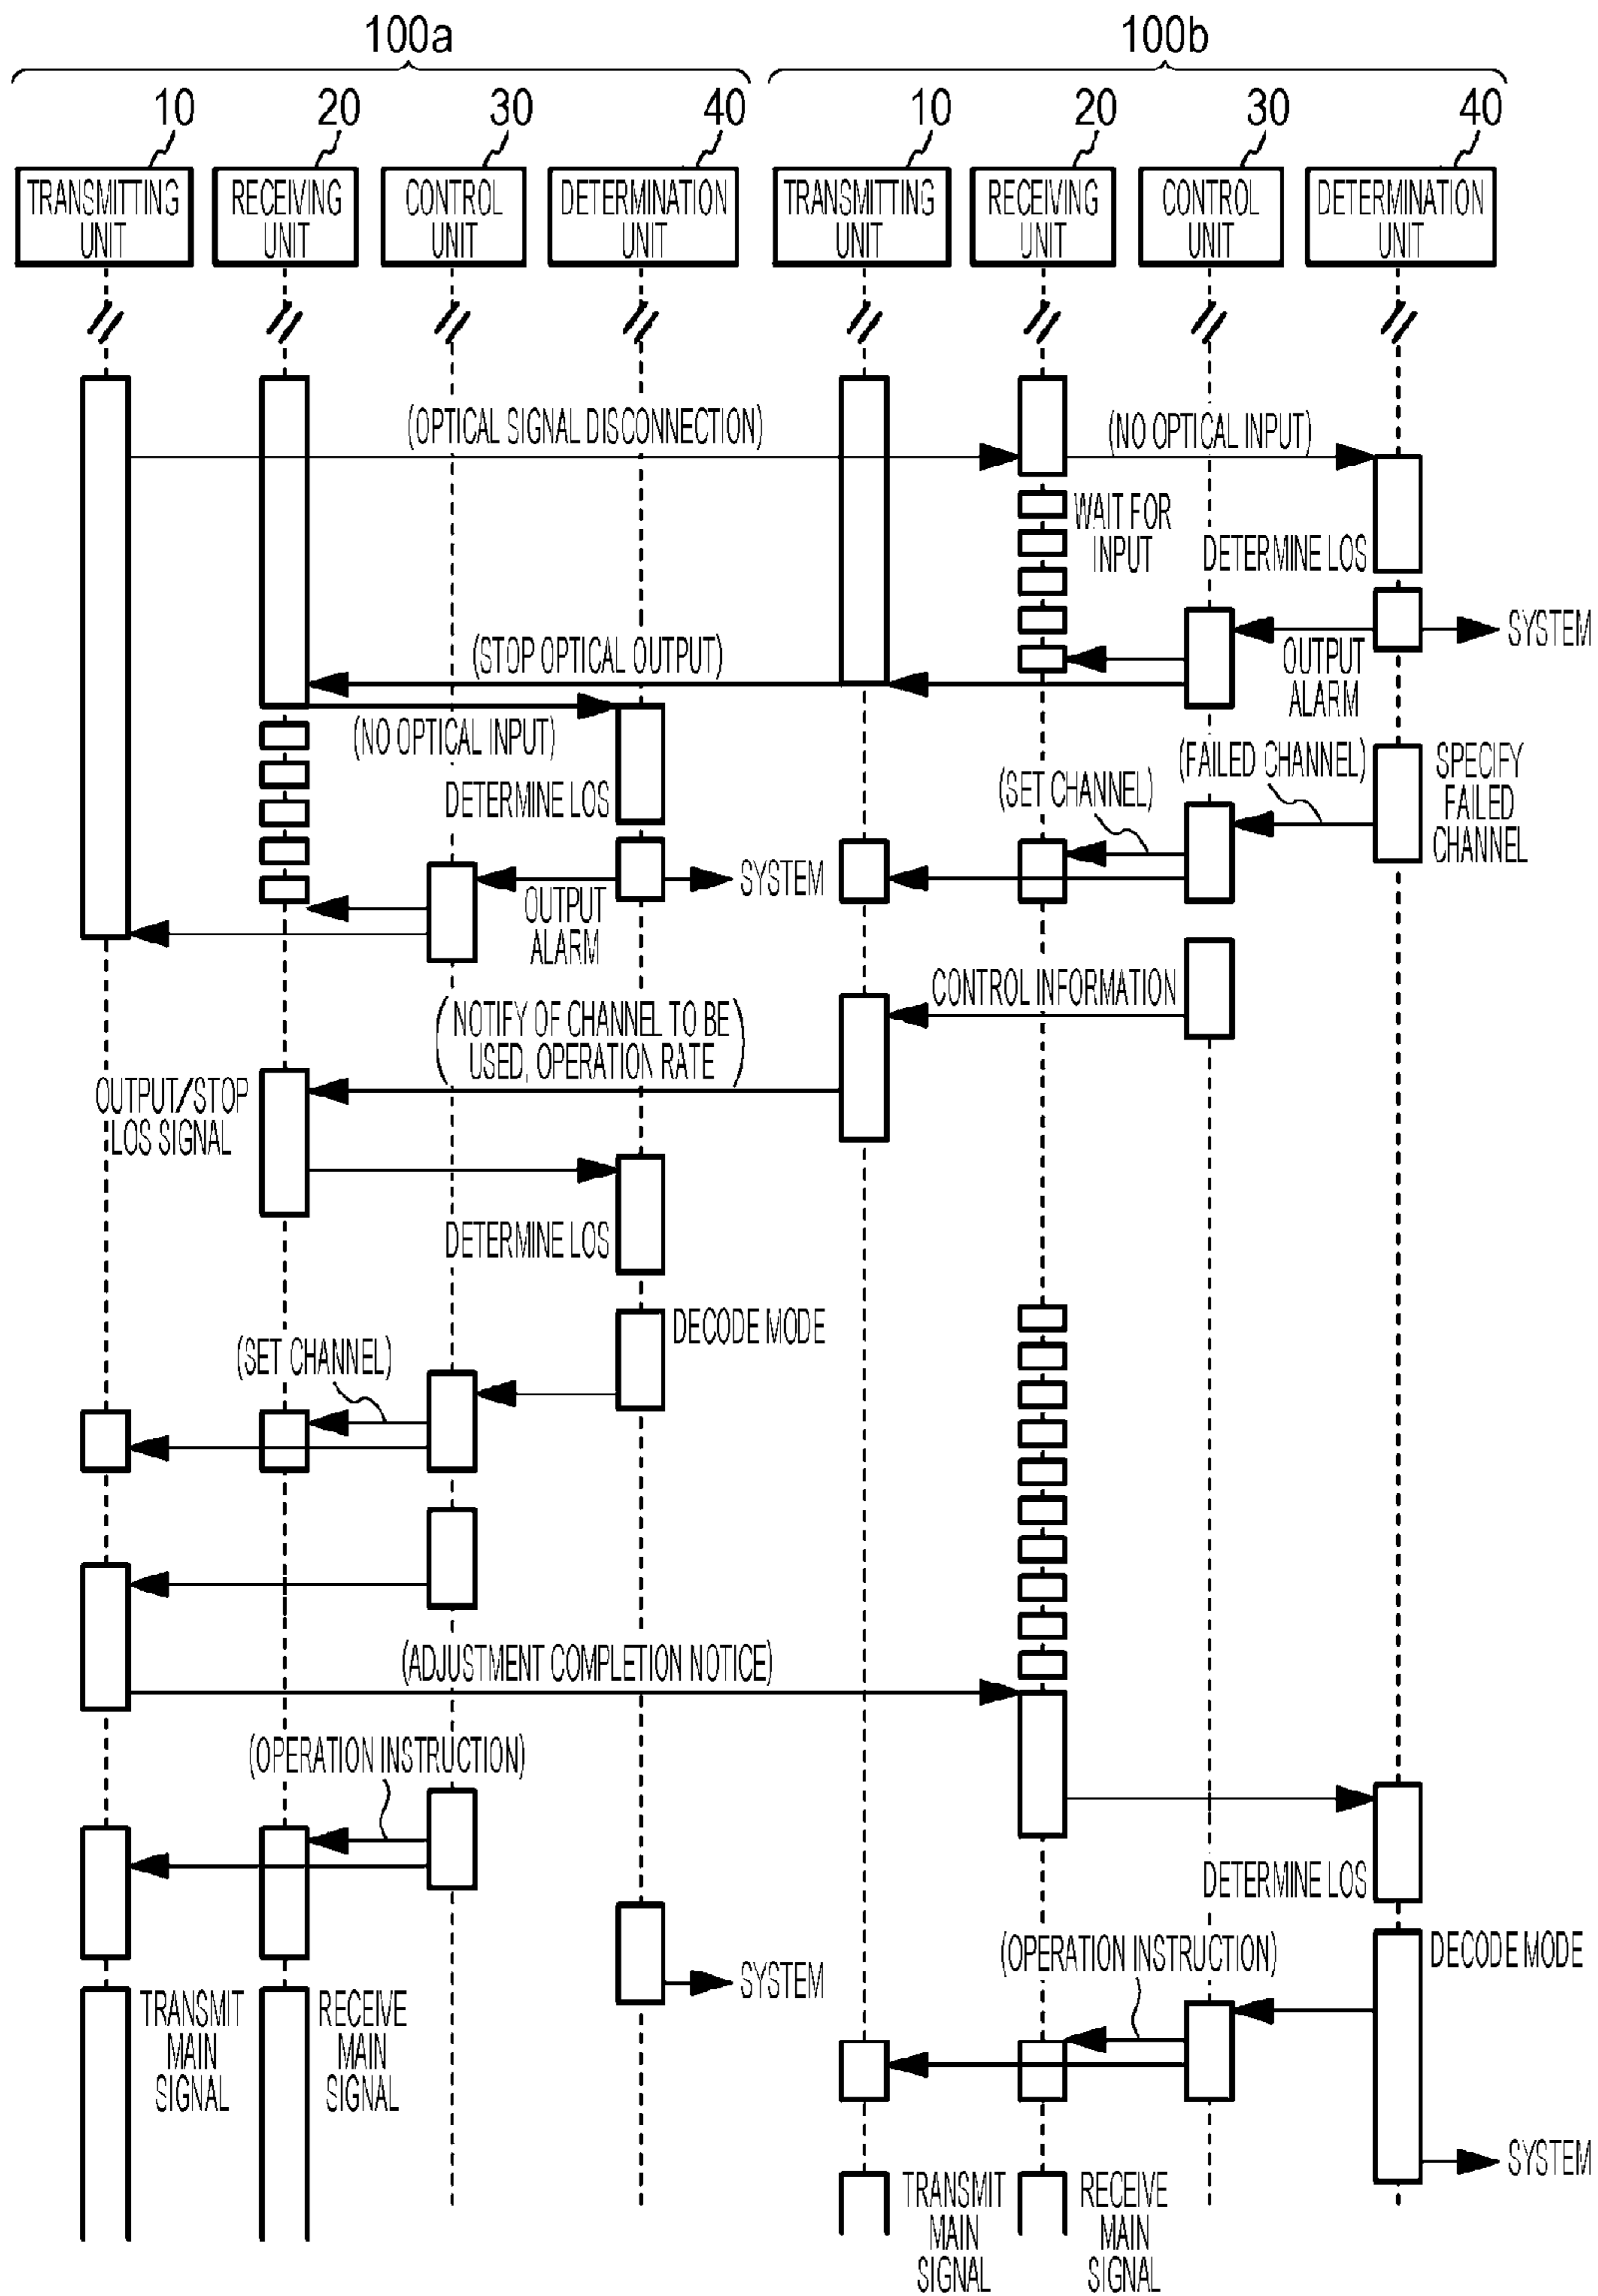 100a 100b
10 20 30 40 10 20 30 40
TRANSMITTING UNIT
RECEIVING UNIT
CONTROL UNIT
DETERMINATION UNIT
TRANSMITTING UNIT
RECEIVING UNIT
CONTROL UNIT
DETERMINATION UNIT
(OPTICAL SIGNAL DISCONNECTION)
(NO OPTICAL INPUT)
WAIT FOR
INPUT
DETERMINE LOS
SYSTEM
OUTPUT
ALARM
(STOP OPTICAL OUTPUT)
(NO OPTICAL INPUT)
DETERMINE LOS
(FAILED CHANNEL)
SPECIFY
FAILED
CHANNEL
(SET CHANNEL)
SYSTEM
OUTPUT
ALARM
CONTROL INFORMATION
(NOTIFY OF CHANNEL TO BE
USED, OPERATION RATE)
OUTPUT/STOP
LOS SIGNAL
DETERMINE LOS
DECODE MODE
(SET CHANNEL)
(ADJUSTMENT COMPLETION NOTICE)
(OPERATION INSTRUCTION)
DETERMINE LOS
(OPERATION INSTRUCTION)
DECODE MODE
SYSTEM
TRANSMIT
MAIN
SIGNAL
RECEIVE
MAIN
SIGNAL
SYSTEM
TRANSMIT
MAIN
SIGNAL
RECEIVE
MAIN
SIGNAL